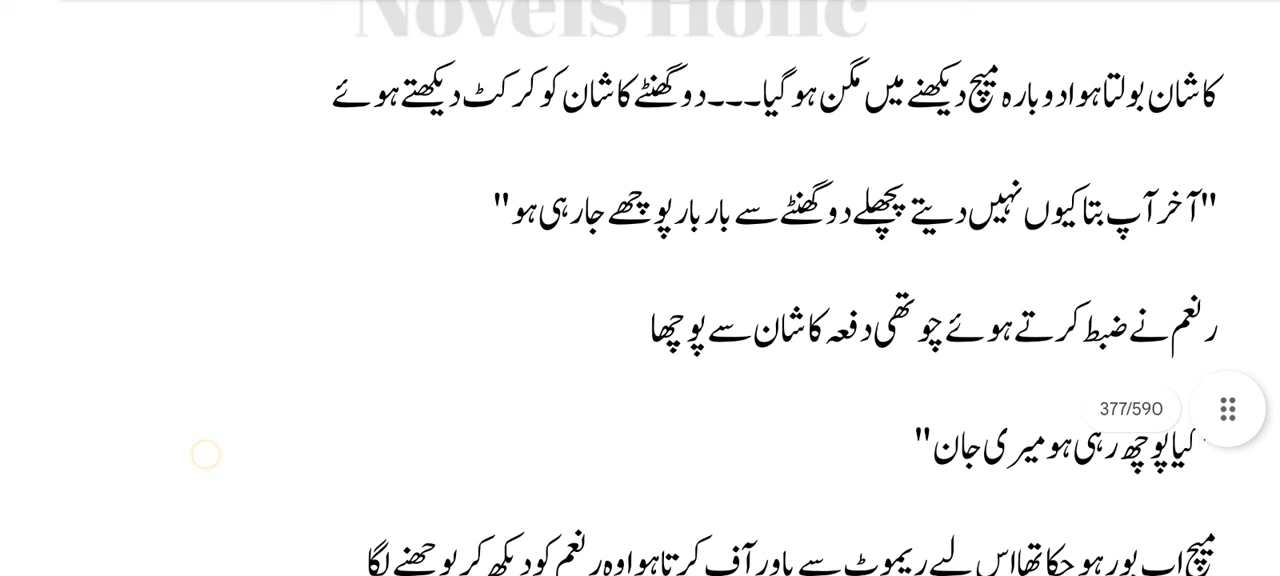 Novels Holic
کاشان بولتا ہوا دوبارہ میچ دیکھنے میں مگن ہو گیا۔۔۔ دو گھنٹے کاشان کو کرکٹ دیکھتے ہوئے
"آخر آپ بتا کیوں نہیں دیتے پچھلے دو گھنٹے سے بار بار پوچھے جا رہی ہو"
رنعم نے ضبط کرتے ہوئے چوتھی دفعہ کاشان سے پوچھا
377/590
کیا پوچھ رہی ہو میری جان"
میچ اب بور ہو چکا تھا اس لیے ریموٹ سے پاور آف کرتا ہوا وہ رنعم کو دیکھ کر پوچھنے لگا